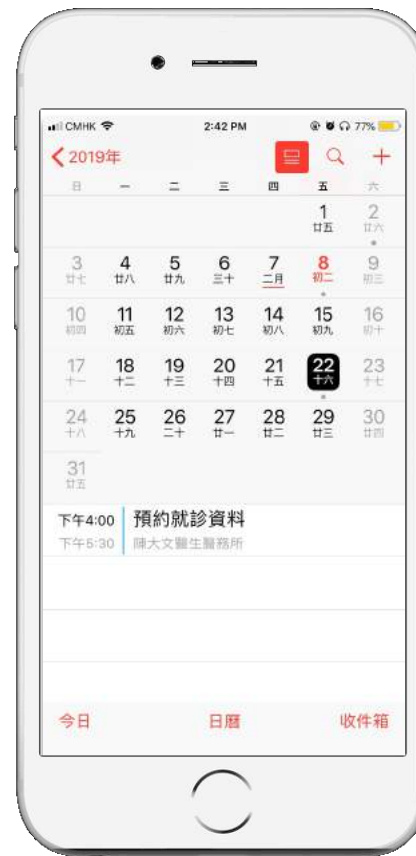 CMHK 2:42 PM 77%
2019年
日 一 二 三 四 五 六
1 2
廿五 廿六
3 4 5 6 7 8 9
廿七 廿八 廿九 三十 二月 初二 初三
10 11 12 13 14 15 16
初四 初五 初六 初七 初八 初九 初十
17 18 19 20 21 22 23
十一 十二 十三 十四 十五 十六 十七
24 25 26 27 28 29 30
十八 十九 二十 廿一 廿二 廿三 廿四
31
廿五
下午4:00 預約就診資料
下午5:30 陳大文醫生醫務所
今日 日曆 收件箱